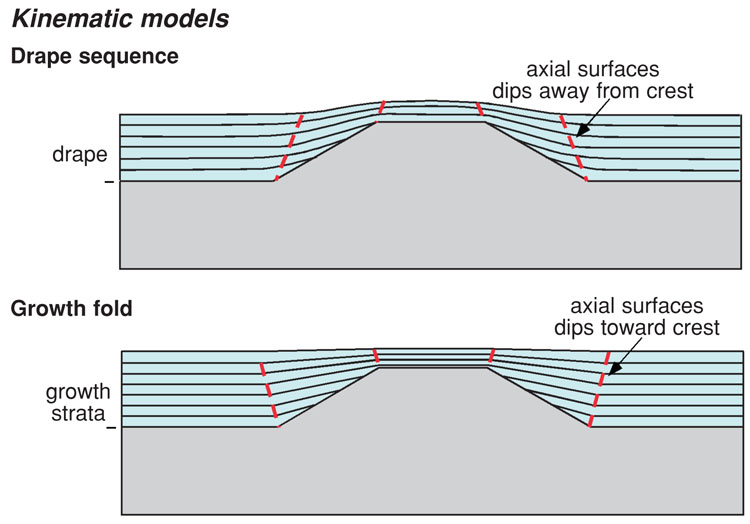 Kinematic models
Drape sequence
axial surfaces
dips away from crest
drape
Growth fold
axial surfaces
dips toward crest
growth
strata